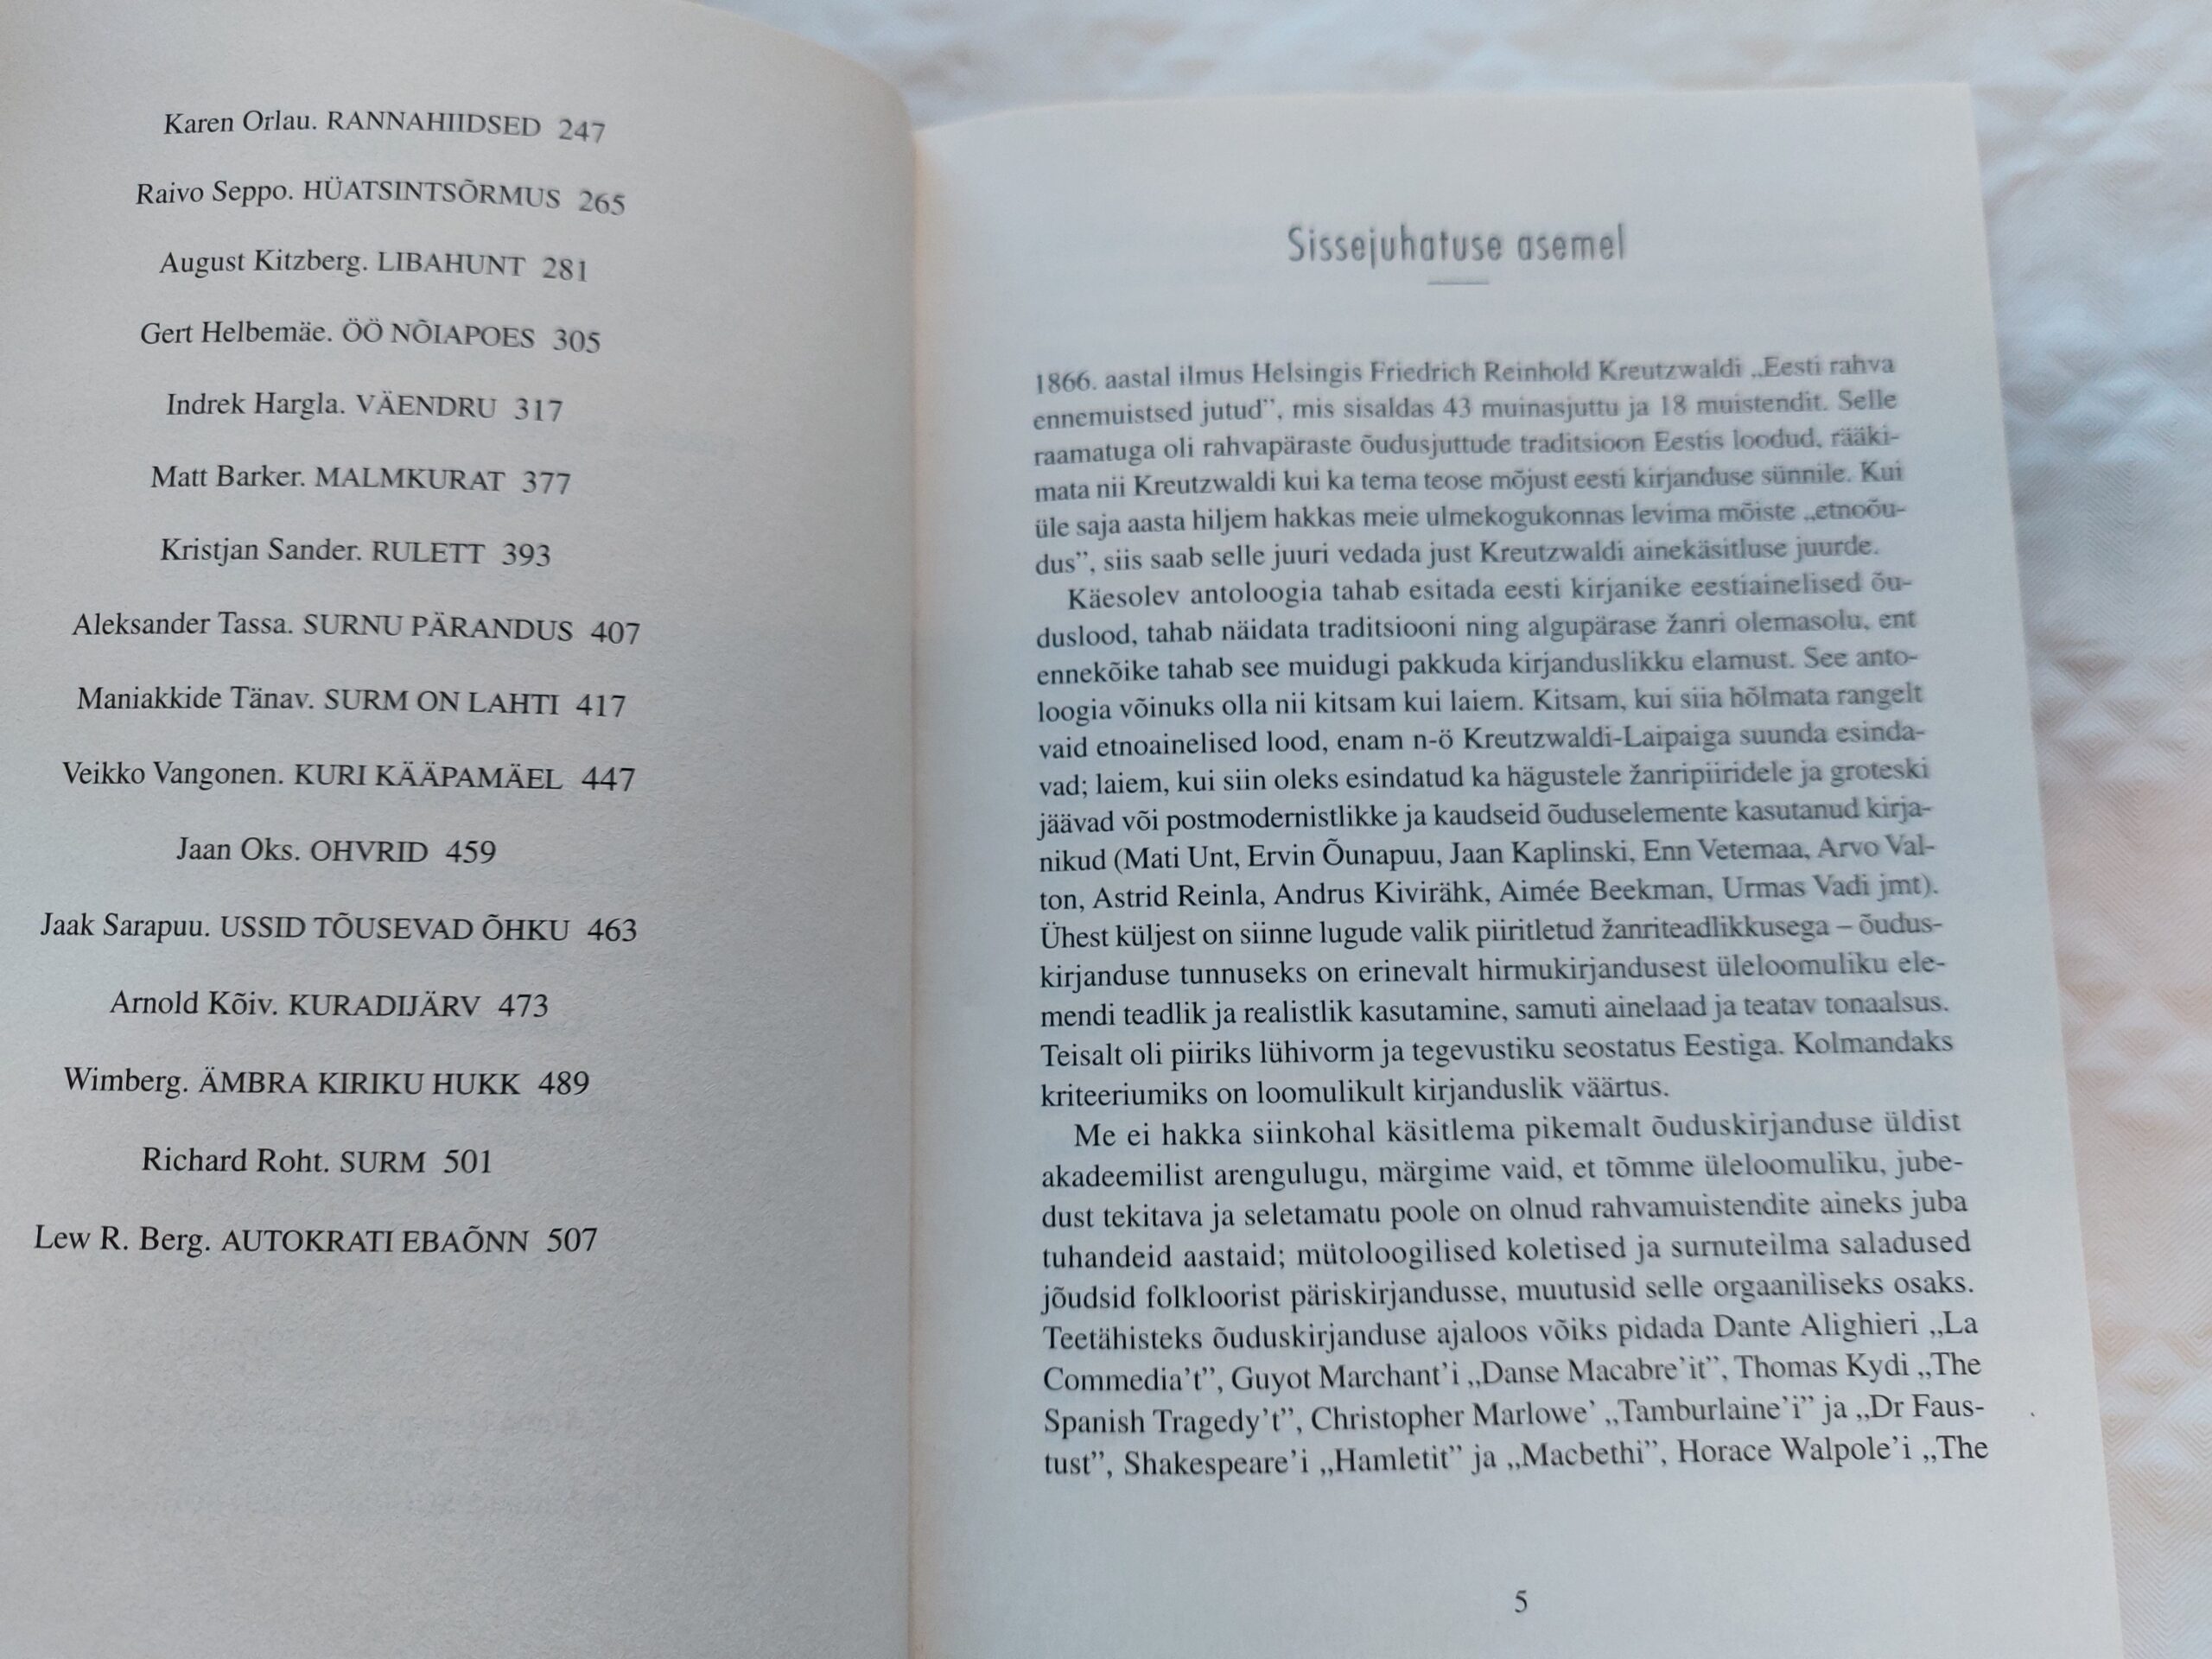 Karen Orlau. RANNAHIIDSED 247
Raivo Seppo. HÜATSINTSÕRMUS 265
August Kitzberg. LIBAHUNT 281
Gert Helbemäe. ÖÖ NÕIAPOES 305
Indrek Hargla. VÄENDRU 317
Matt Barker. MALMKURAT 377
Kristjan Sander. RULETT 393
Aleksander Tassa. SURNU PÄRANDUS 407
Maniakkide Tänav. SURM ON LAHTI 417
Veikko Vangonen. KURI KÄÄPAMÄEL 447
Jaan Oks. OHVRID 459
Jaak Sarapuu. USSID TÕUSEVAD ÕHKU 463
Arnold Kõiv. KURADIJÄRV 473
Wimberg. ÄMBRA KIRIKU HUKK 489
Richard Roht. SURM 501
Lew R. Berg. AUTOKRATI EBAÕNN 507
Sissejuhatuse asemel
1866. aastal ilmus Helsingis Friedrich Reinhold Kreutzwaldi „Eesti rahva
ennemuistsed jutud”, mis sisaldas 43 muinasjuttu ja 18 muistendit. Selle
raamatuga oli rahvapäraste õudusjuttude traditsioon Eestis loodud, rääki-
mata nii Kreutzwaldi kui ka tema teose mõjust eesti kirjanduse sünnile. Kui
üle saja aasta hiljem hakkas meie ulmekogukonnas levima mõiste „etnoõu-
dus”, siis saab selle juuri vedada just Kreutzwaldi ainekäsitluse juurde.
Käesolev antoloogia tahab esitada eesti kirjanike eestiainelised õu-
duslood, tahab näidata traditsiooni ning algupärase žanri olemasolu, ent
ennekõike tahab see muidugi pakkuda kirjanduslikku elamust. See anto-
loogia võinuks olla nii kitsam kui laiem. Kitsam, kui siia hõlmata rangelt
vaid etnoainelised lood, enam n-ö Kreutzwaldi-Laipaiga suunda esinda-
vad; laiem, kui siin oleks esindatud ka hägustele žanripiiridele ja groteski
jäävad või postmodernistlikke ja kaudseid õuduselemente kasutanud kirja-
nikud (Mati Unt, Ervin Õunapuu, Jaan Kaplinski, Enn Vetemaa, Arvo Val-
ton, Astrid Reinla, Andrus Kivirähk, Aimée Beekman, Urmas Vadi jmt).
Ühest küljest on siinne lugude valik piiritletud žanriteadlikkusega – õudus-
kirjanduse tunnuseks on erinevalt hirmukirjandusest üleloomuliku ele-
mendi teadlik ja realistlik kasutamine, samuti ainelaad ja teatav tonaalsus.
Teisalt oli piiriks lühivorm ja tegevustiku seostatus Eestiga. Kolmandaks
kriteeriumiks on loomulikult kirjanduslik väärtus.
Me ei hakka siinkohal käsitlema pikemalt õuduskirjanduse üldist
akadeemilist arengulugu, märgime vaid, et tõmme üleloomuliku, jube-
dust tekitava ja seletamatu poole on olnud rahvamuistendite aineks juba
tuhandeid aastaid; mütoloogilised koletised ja surnuteilma saladused
jõudsid folkloorist päriskirjandusse, muutusid selle orgaaniliseks osaks.
Teetähisteks õuduskirjanduse ajaloos võiks pidada Dante Alighieri „La
Commedia’t”, Guyot Marchant’i „Danse Macabre’it”, Thomas Kydi „The
Spanish Tragedy’t”, Christopher Marlowe’ „Tamburlaine’i” ja „Dr Faus-
tust”, Shakespeare’i „Hamletit” ja „Macbethi”, Horace Walpole’i „The
5